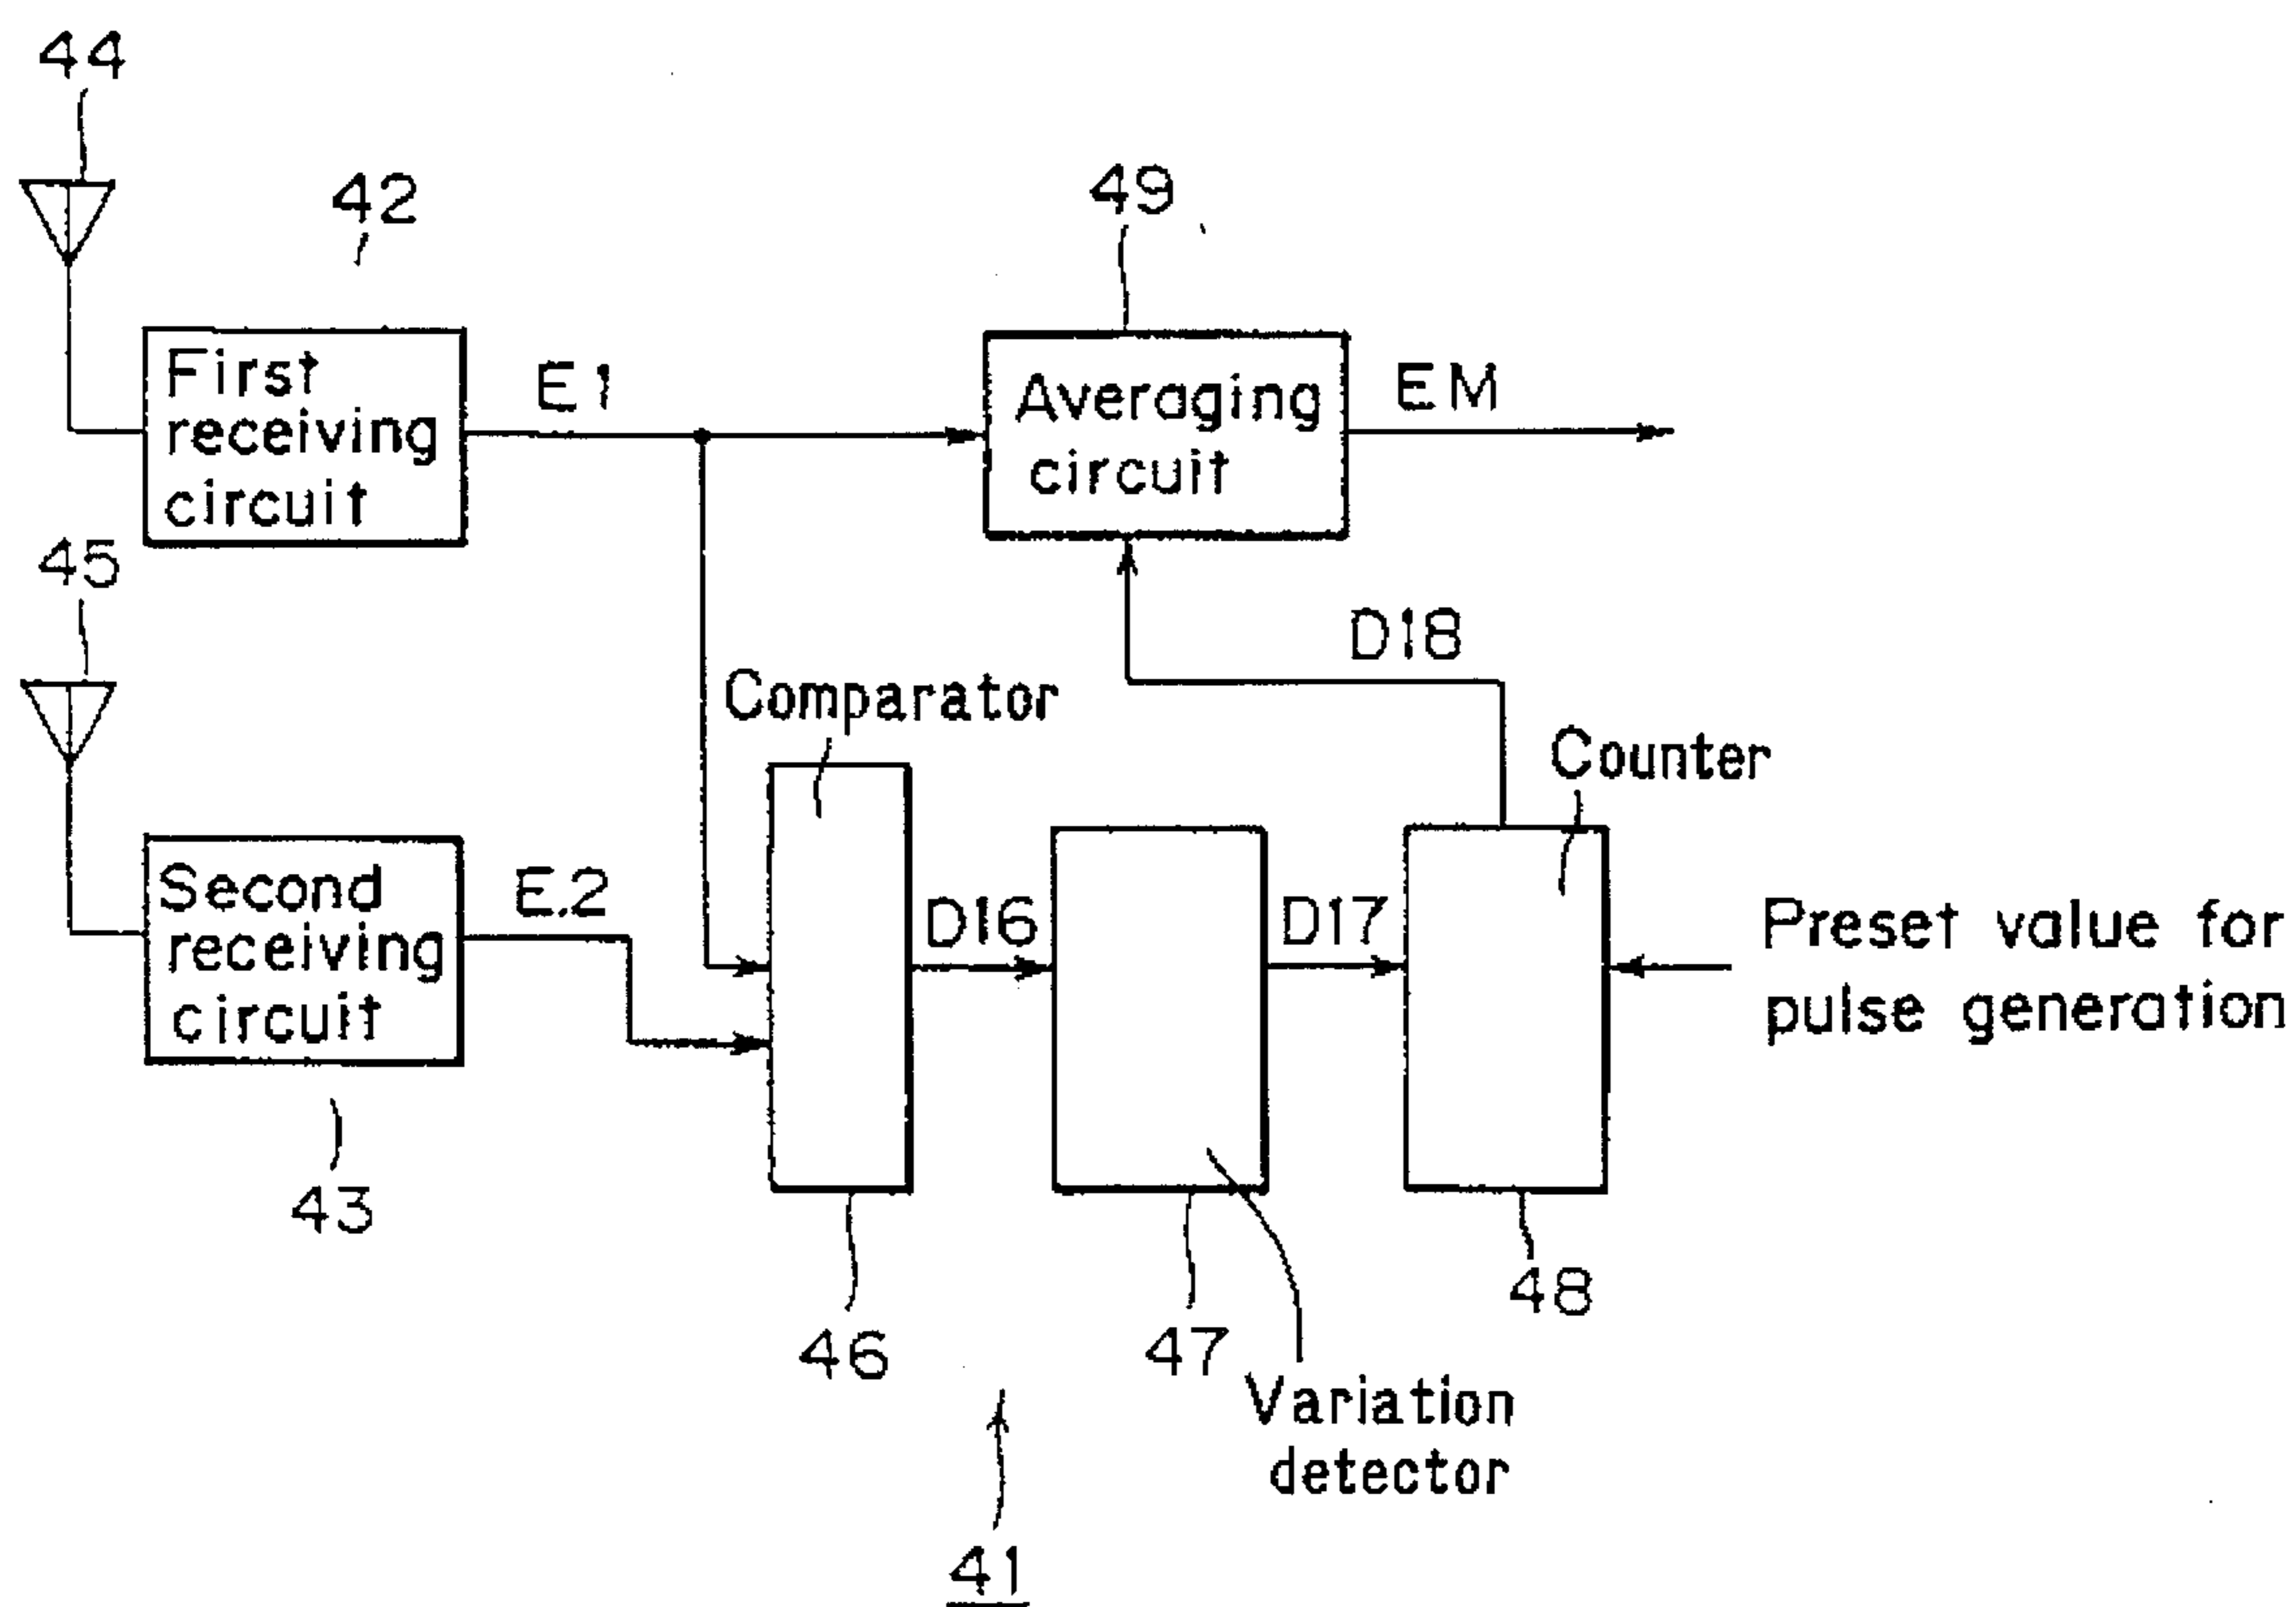 44
42
49
First
receiving
circuit
E1
Averaging
circuit
EM
45
D18
Comparator
Counter
Second
receiving
circuit
E.2
D16
D17
Preset value for
pulse generation
43
46
47
48
Variation
detector
41